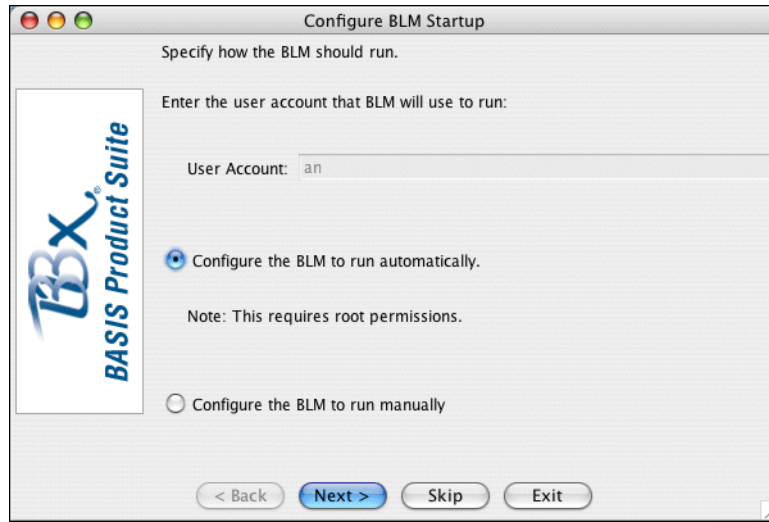 Configure BLM Startup
Specify how the BLM should run.
Enter the user account that BLM will use to run:
User Account: an
Configure the BLM to run automatically.
Note: This requires root permissions.
Configure the BLM to run manually
BBx®
BASIS Product Suite
< Back Next > Skip Exit